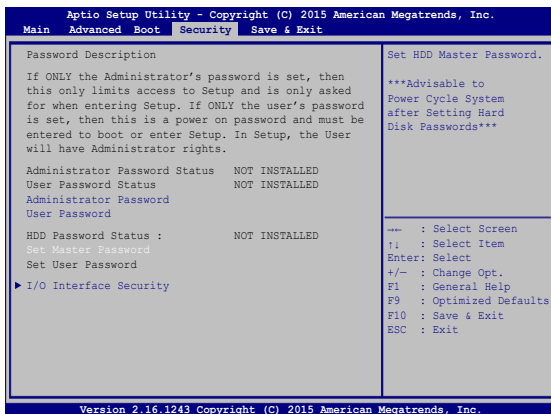 Aptio Setup Utility - Copyright (C) 2015 American Megatrends, Inc.
Main Advanced Boot Security Save & Exit
Password Description
If ONLY the Administrator's password is set, then
this only limits access to Setup and is only asked
for when entering Setup. If ONLY the user's password
is set, then this is a power on password and must be
entered to boot or enter Setup. In Setup, the User
will have Administrator rights.
Administrator Password Status NOT INSTALLED
User Password Status NOT INSTALLED
Administrator Password
User Password
HDD Password Status : NOT INSTALLED
Set Master Password
Set User Password
I/O Interface Security
Set HDD Master Password.
***Advisable to
Power Cycle System
after Setting Hard
Disk Passwords***
→← : Select Screen
↑↓ : Select Item
Enter: Select
+/— : Change Opt.
F1 : General Help
F9 : Optimized Defaults
F10 : Save & Exit
ESC : Exit
Version 2.16.1243 Copyright (C) 2015 American Megatrends, Inc.